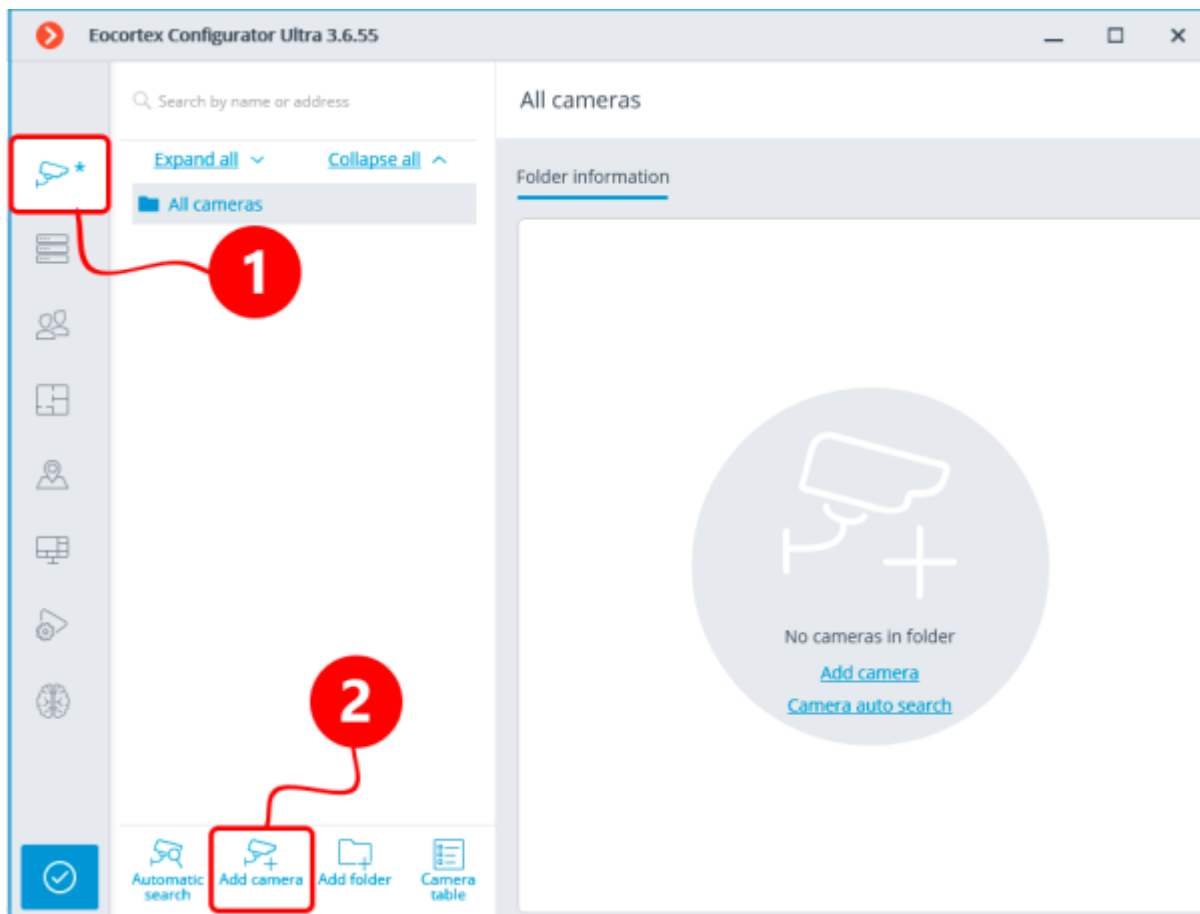 Eocortex Configurator Ultra 3.6.55
Search by name or address
All cameras
Expand all
Collapse all
*
Folder information
All cameras
1
No cameras in folder
Add camera
2
Camera auto search
Automatic search
Add camera
Add folder
Camera table